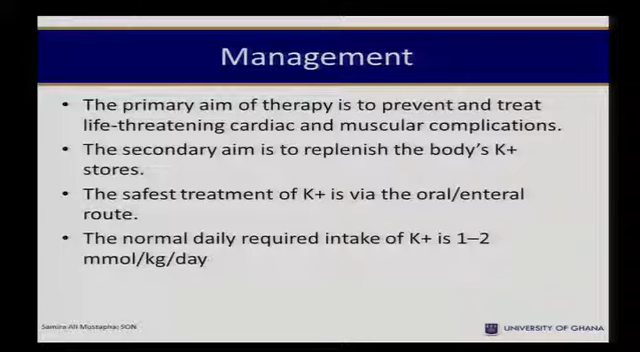 Management
• The primary aim of therapy is to prevent and treat
life-threatening cardiac and muscular complications.
• The secondary aim is to replenish the body's K+
stores.
• The safest treatment of K+ is via the oral/enteral
route.
• The normal daily required intake of K+ is 1–2
mmol/kg/day
Samira Ali Mustapha: SON
UNIVERSITY OF GHANA